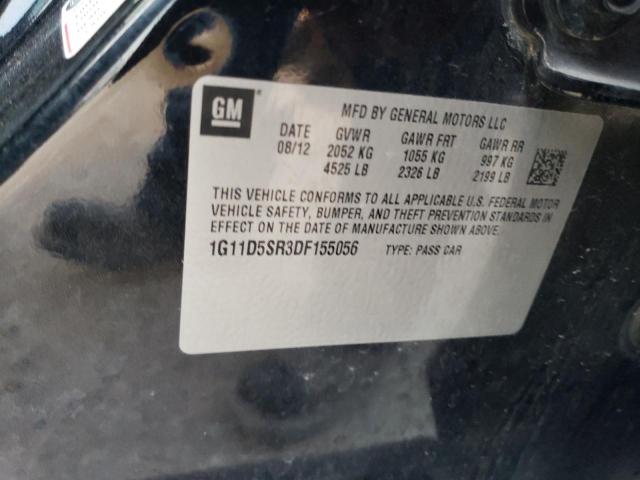 GM
MFD BY GENERAL MOTORS LLC
DATE GVWR GAWR FRT GAWR RR
08/12 2052 KG 1055 KG 997 KG
4525 LB 2326 LB 2199 LB
THIS VEHICLE CONFORMS TO ALL APPLICABLE U.S. FEDERAL MOTOR
VEHICLE SAFETY, BUMPER, AND THEFT PREVENTION STANDARDS IN
EFFECT ON THE DATE OF MANUFACTURE SHOWN ABOVE.
1G11D5SR3DF155056 TYPE: PASS CAR